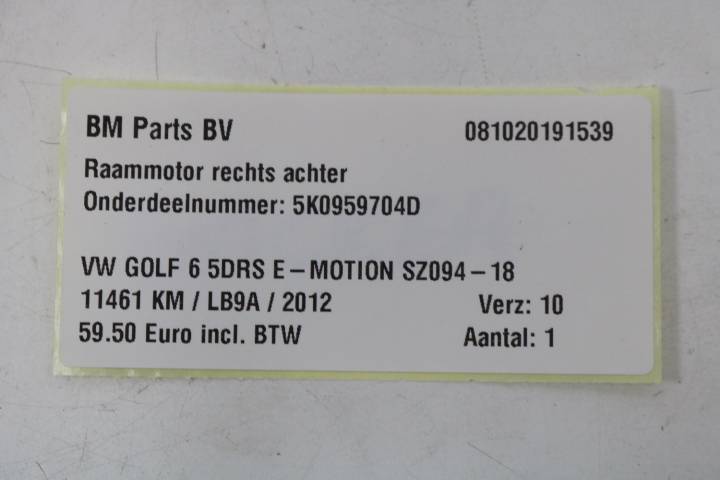 BM Parts BV 081020191539
Raammotor rechts achter
Onderdeelnummer: 5K0959704D
VW GOLF 6 5DRS E-MOTION SZ094-18
11461 KM / LB9A / 2012 Verz: 10
59.50 Euro incl. BTW Aantal: 1